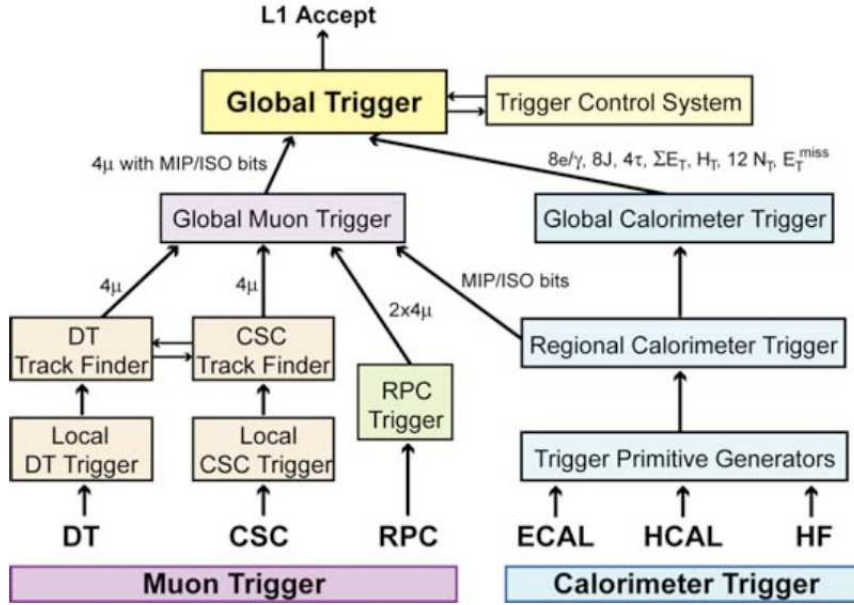 L1 Accept
Global Trigger
Trigger Control System
4μ with MIP/ISO bits
8e/γ, 8J, 4τ, ΣE_T, H_T, 12 N_T, E_T^miss
Global Muon Trigger
Global Calorimeter Trigger
4μ
4μ
2x4μ
MIP/ISO bits
DT
Track Finder
CSC
Track Finder
RPC
Trigger
Regional Calorimeter Trigger
Local
DT Trigger
Local
CSC Trigger
Trigger Primitive Generators
DT
CSC
RPC
ECAL
HCAL
HF
Muon Trigger
Calorimeter Trigger